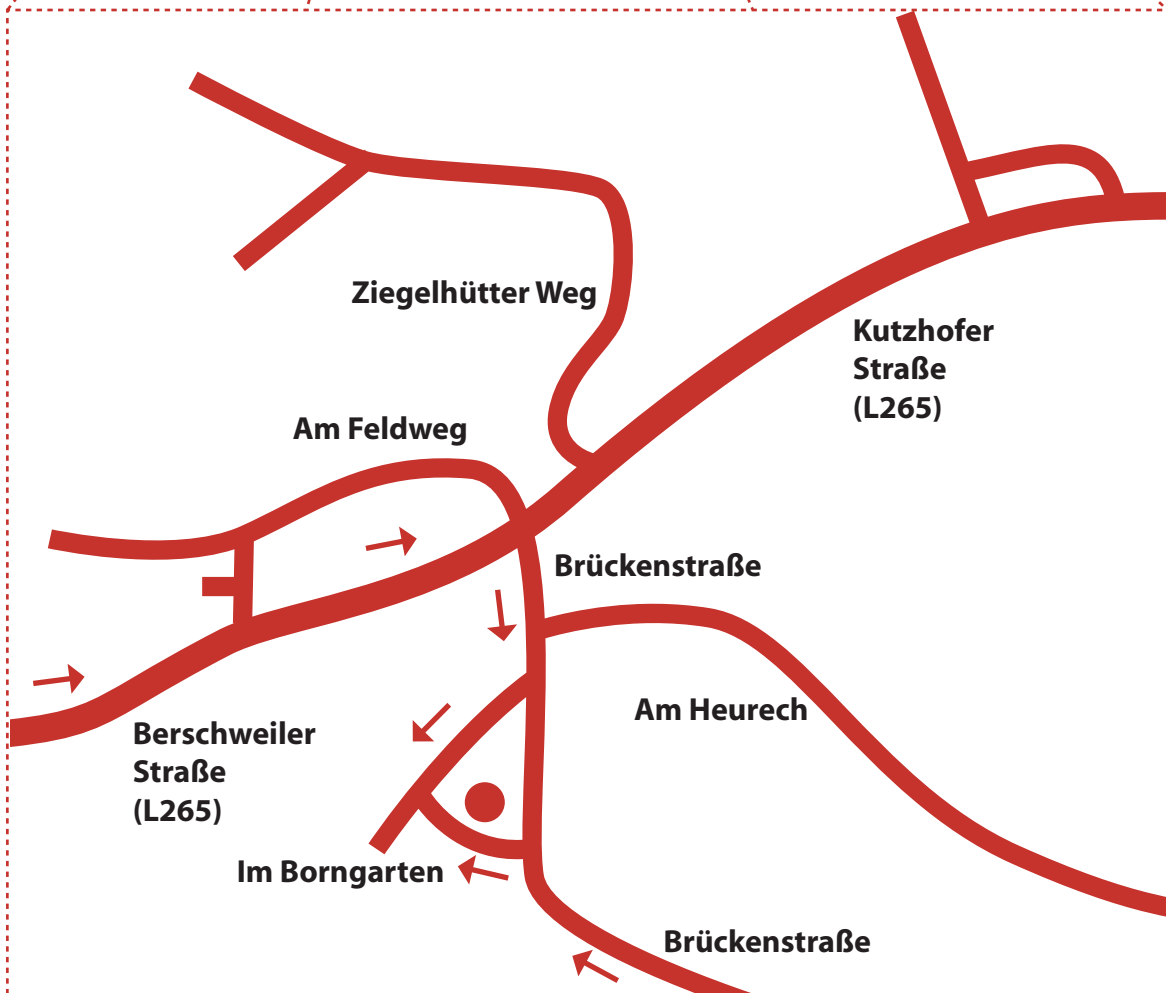 Ziegelhütter Weg
Kutzhofer
Straße
(L265)
Am Feldweg
Brückenstraße
Am Heurech
Berschweiler
Straße
(L265)
Im Borngarten
Brückenstraße